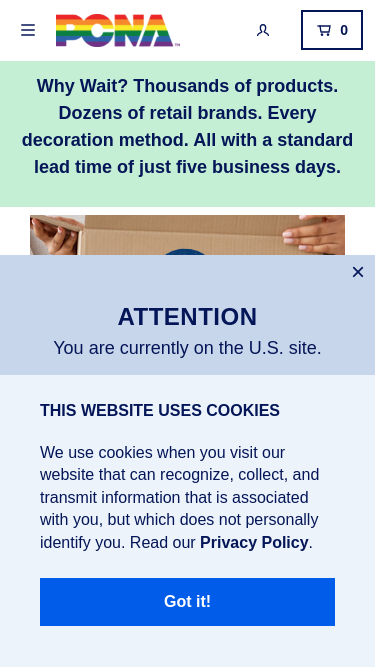 PCNA™
0
Why Wait? Thousands of products.
Dozens of retail brands. Every
decoration method. All with a standard
lead time of just five business days.
ATTENTION
You are currently on the U.S. site.
THIS WEBSITE USES COOKIES
We use cookies when you visit our
website that can recognize, collect, and
transmit information that is associated
with you, but which does not personally
identify you. Read our Privacy Policy.
Got it!